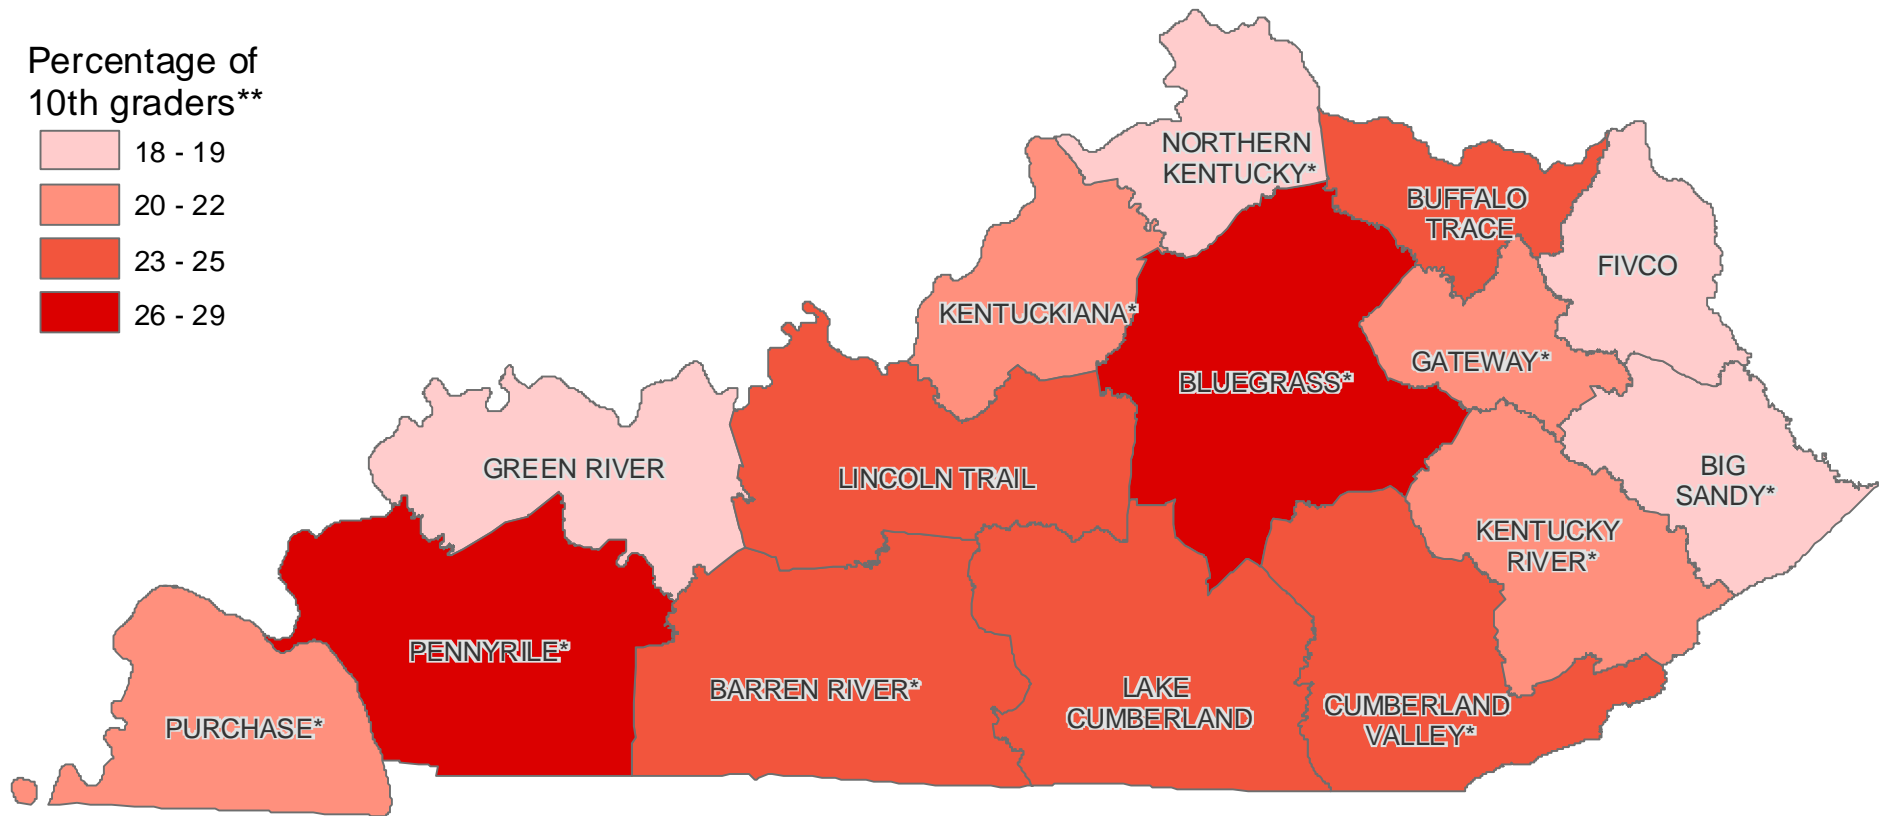 Percentage of
10th graders**
18 - 19
20 - 22
23 - 25
26 - 29
NORTHERN
KENTUCKY*
BUFFALO
TRACE
FIVCO
KENTUCKIANA*
GATEWAY*
BLUEGRASS*
GREEN RIVER
LINCOLN TRAIL
BIG
SANDY*
KENTUCKY
RIVER*
PENNYRILE*
BARREN RIVER*
LAKE
CUMBERLAND
CUMBERLAND
VALLEY*
PURCHASE*